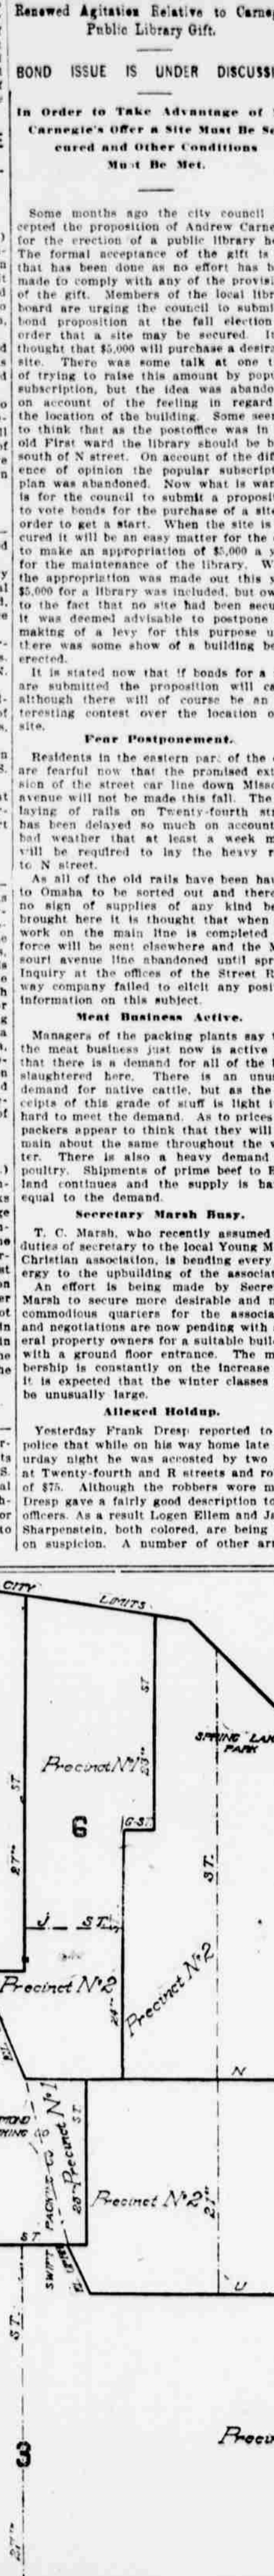 Renewed Agitation Relative to Carneg
Public Library Gift.
BOND ISSUE IS UNDER DISCUSSI
In Order to Take Advantage of
Carnegie's Offer a Site Must Be Se
cured and Other Conditions
Must Be Met.
Some months ago the city council
cepted the proposition of Andrew Carne
for the erection of a public library he
The formal acceptance of the gift is
that has been done as no effort has b
made to comply with any of the provis
of the gift. Members of the local libr
board are urging the council to submi
bond proposition at the fall election
order that a site may be secured. It
thought that $5,000 will purchase a desira
site. There was some talk at one t
of trying to raise this amount by popu
subscription, but the idea was abando
on account of the feeling in regard
the location of the building. Some seem
to think that as the postoffice was in
old First ward the library should be b
south of N street. On account of the dif
ence of opinion the popular subscript
plan was abandoned. Now what is wan
is for the council to submit a proposit
to vote bonds for the purchase of a site
order to get a start. When the site is
cured it will be an easy matter for the
to make an appropriation of $5,000 a y
for the maintenance of the library. W
the appropriation was made out this y
$5,000 for a library was included, but ow
to the fact that no site had been secu
it was deemed advisable to postpone
making of a levy for this purpose u
there was some show of a building be
erected.
It is stated now that if bonds for a
are submitted the proposition will ca
although there will of course be an
teresting contest over the location o
site.
Fear Postponement.
Residents in the eastern part of the
are fearful now that the promised ext
sion of the street car line down Misso
avenue will not be made this fall. The
laying of rails on Twenty-fourth str
has been delayed so much on account
bad weather that at least a week m
will be required to lay the heavy r
to N street.
As all of the old rails have been hau
to Omaha to be sorted out and there
no sign of supplies of any kind be
brought here it is thought that when
work on the main line is completed
force will be sent elsewhere and the M
souri avenue line abandoned until spr
Inquiry at the offices of the Street R
way company failed to elicit any posi
information on this subject.
Meat Business Active.
Managers of the packing plants say
the meat business just now is active
that there is a demand for all of the
slaughtered here. There is an unus
demand for native cattle, but as the
ceipts of this grade of stuff is light i
hard to meet the demand. As to prices
packers appear to think that they will
main about the same throughout the w
ter. There is also a heavy demand
poultry. Shipments of prime beef to E
land continues and the supply is ha
equal to the demand.
Secretary Marsh Busy.
T. C. Marsh, who recently assumed
duties of secretary to the local Young M
Christian association, is bending every
ergy to the upbuilding of the associat
An effort is being made by Secre
Marsh to secure more desirable and m
commodious quarters for the associa
and negotiations are now pending with
eral property owners for a suitable buil
with a ground floor entrance. The m
bership is constantly on the increase
it is expected that the winter classes
be unusually large.
Alleged Holdup.
Yesterday Frank Dresp reported to
police that while on his way home late
urday night he was accosted by two
at Twenty-fourth and R streets and ro
of $75. Although the robbers wore m
Dresp gave a fairly good description to
officers. As a result Logen Ellem and Ja
Sharpenstein, both colored, are being
on suspicion. A number of other arr
CITY LIMITS
ST.
SPRING LAK
PARK
Precinct No 1
23rd
6
G-ST.
27th ST
ST.
J ST.
Precinct No 2
Precinct No 2
24th
N
Precinct No 1
ST.
PACK'G CO
SWIFT
Precinct No 2
21st
ST
U
ST.
Precin
3
27th